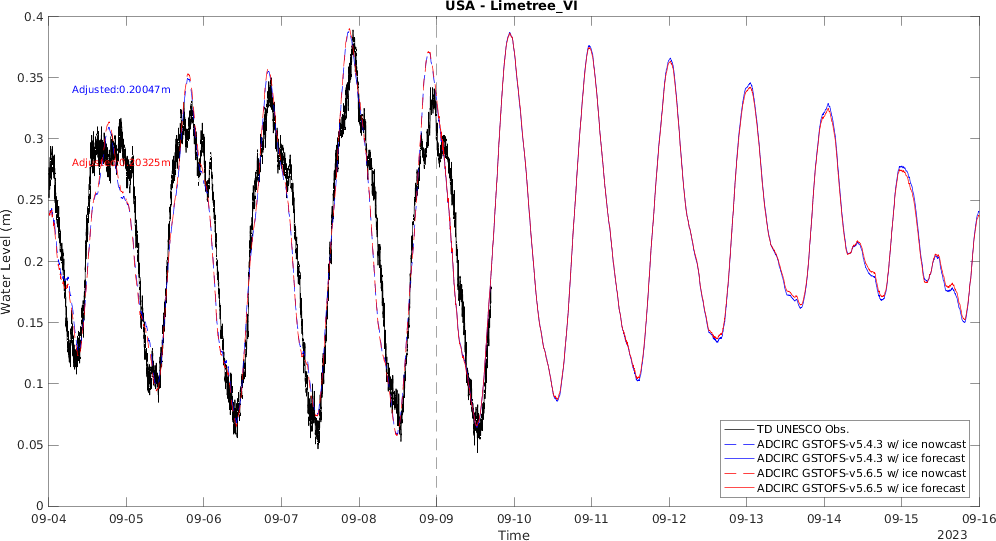 USA - Limetree_VI
0.4
0.35
0.3
0.25
0.2
0.15
0.1
0.05
0
Water Level (m)
Adjusted:0.20047m
09-04 09-05 09-06 09-07 09-08 09-09 09-10 09-11 09-12 09-13 09-14 09-15 09-16
Time
2023
TD UNESCO Obs.
ADCIRC GSTOFS-v5.4.3 w/ ice nowcast
ADCIRC GSTOFS-v5.4.3 w/ ice forecast
ADCIRC GSTOFS-v5.6.5 w/ ice nowcast
ADCIRC GSTOFS-v5.6.5 w/ ice forecast